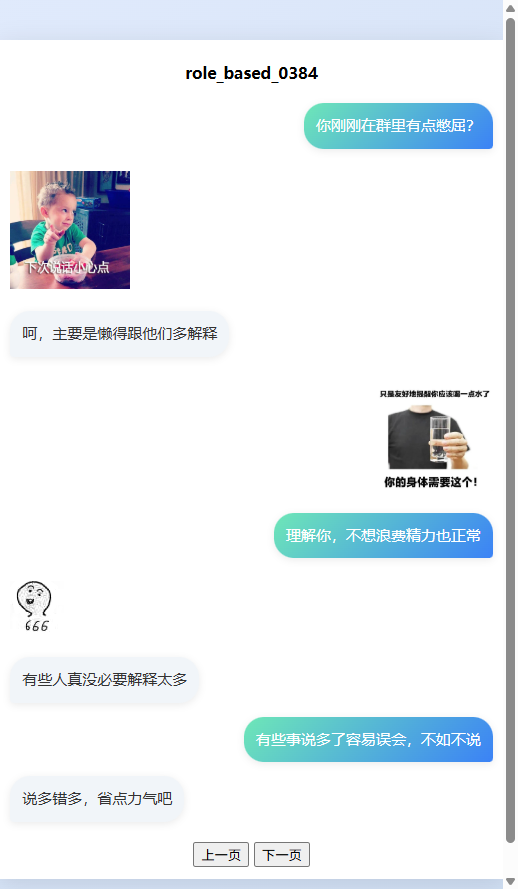 role_based_0384
你刚刚在群里有点憋屈？
下次说话小心点
呵，主要是懒得跟他们多解释
只是友好地提醒你应该喝一点水了
你的身体需要这个！
理解你，不想浪费精力也正常
666
有些人真没必要解释太多
有些事说多了容易误会，不如不说
说多错多，省点力气吧
上一页 下一页